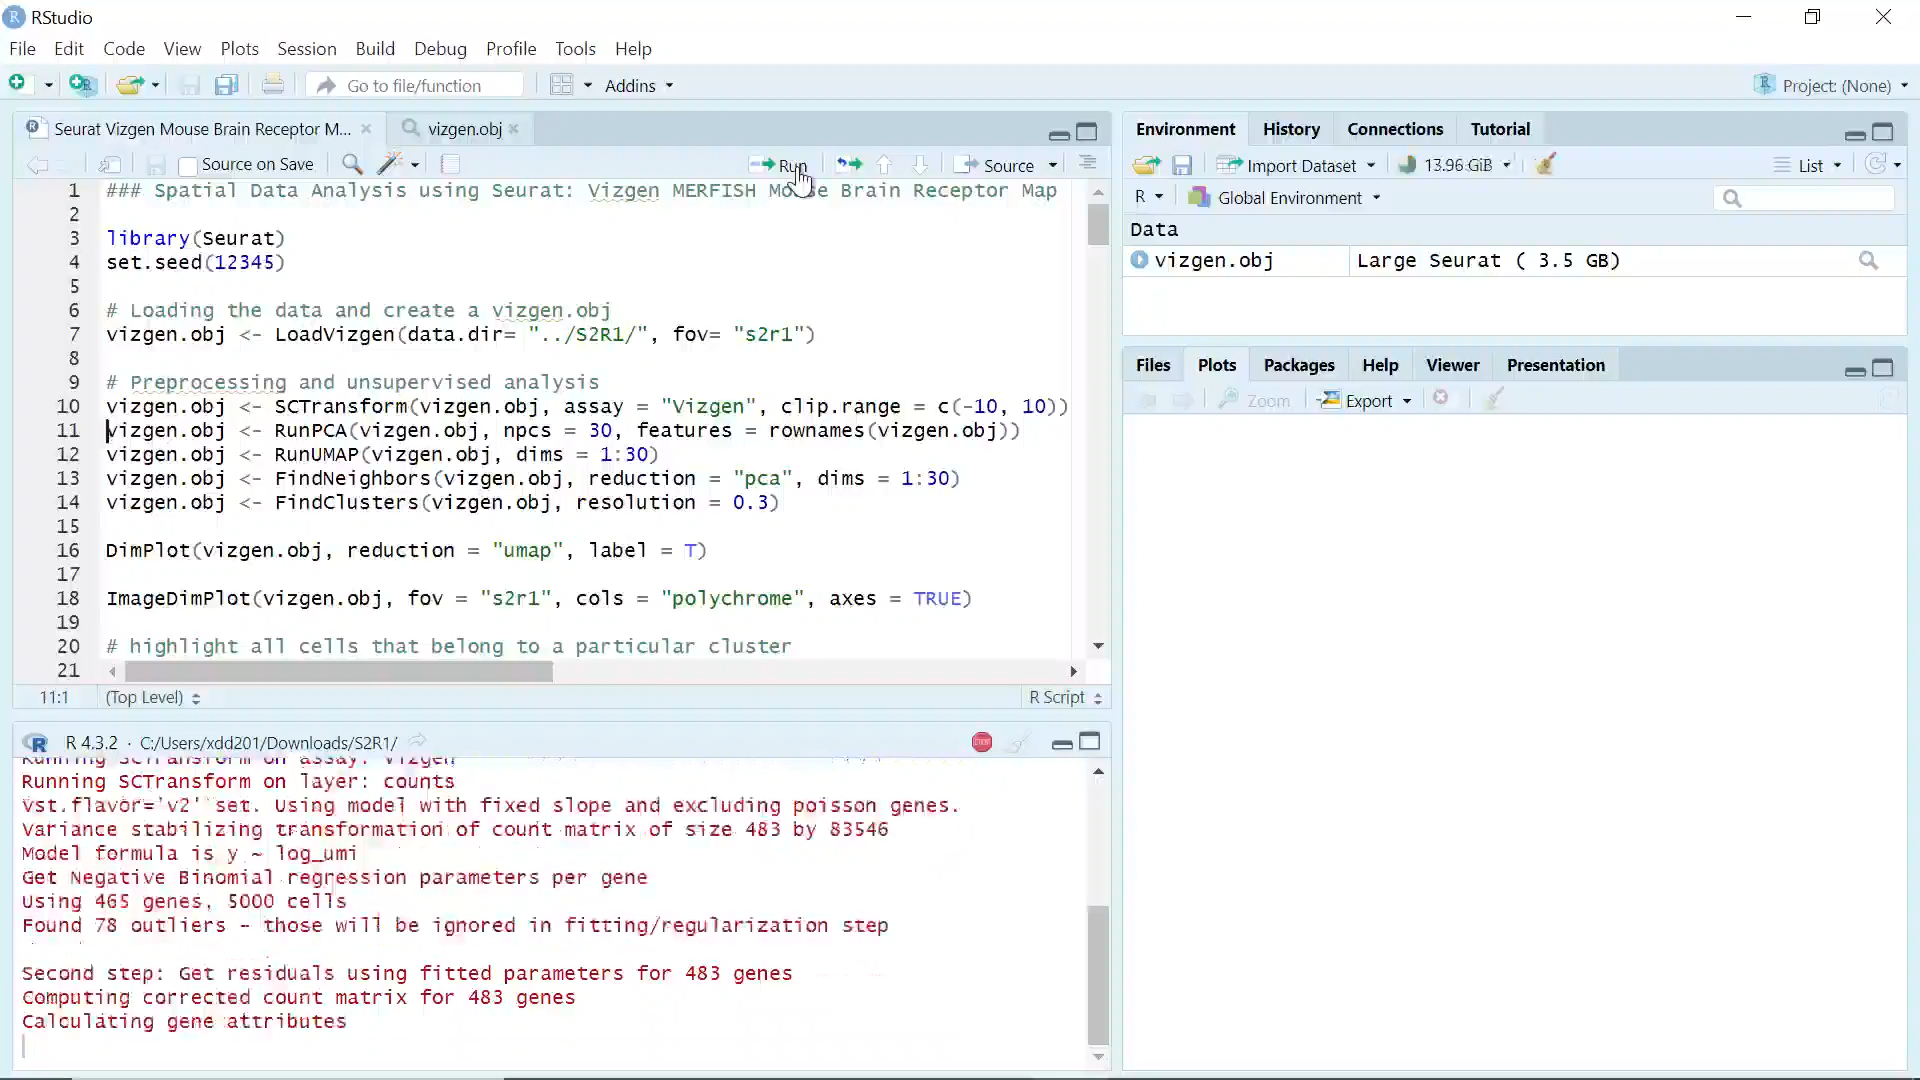 RStudio
File Edit Code View Plots Session Build Debug Profile Tools Help
Go to file/function Addins Project: (None)
Seurat Vizgen Mouse Brain Receptor M... vizgen.obj
Source on Save Run Source
1 ### Spatial Data Analysis using Seurat: Vizgen MERFISH Mouse Brain Receptor Map
2
3 library(Seurat)
4 set.seed(12345)
5
6 # Loading the data and create a vizgen.obj
7 vizgen.obj <- LoadVizgen(data.dir= "../S2R1/", fov= "s2r1")
8
9 # Preprocessing and unsupervised analysis
10 vizgen.obj <- SCTransform(vizgen.obj, assay = "Vizgen", clip.range = c(-10, 10))
11 vizgen.obj <- RunPCA(vizgen.obj, npcs = 30, features = rownames(vizgen.obj))
12 vizgen.obj <- RunUMAP(vizgen.obj, dims = 1:30)
13 vizgen.obj <- FindNeighbors(vizgen.obj, reduction = "pca", dims = 1:30)
14 vizgen.obj <- FindClusters(vizgen.obj, resolution = 0.3)
15
16 DimPlot(vizgen.obj, reduction = "umap", label = T)
17
18 ImageDimPlot(vizgen.obj, fov = "s2r1", cols = "polychrome", axes = TRUE)
19
20 # highlight all cells that belong to a particular cluster
21
11:1 (Top Level) R Script
R 4.3.2 · C:/Users/xdd201/Downloads/S2R1/
Running SCTransform on assay: Vizgen
Running SCTransform on layer: counts
vst.flavor='v2' set. Using model with fixed slope and excluding poisson genes.
Variance stabilizing transformation of count matrix of size 483 by 83546
Model formula is y ~ log_umi
Get Negative Binomial regression parameters per gene
Using 465 genes, 5000 cells
Found 78 outliers - those will be ignored in fitting/regularization step
Second step: Get residuals using fitted parameters for 483 genes
Computing corrected count matrix for 483 genes
Calculating gene attributes
Environment History Connections Tutorial
Import Dataset 13.96 GiB List
R Global Environment
Data
vizgen.obj Large Seurat ( 3.5 GB)
Files Plots Packages Help Viewer Presentation
Zoom Export